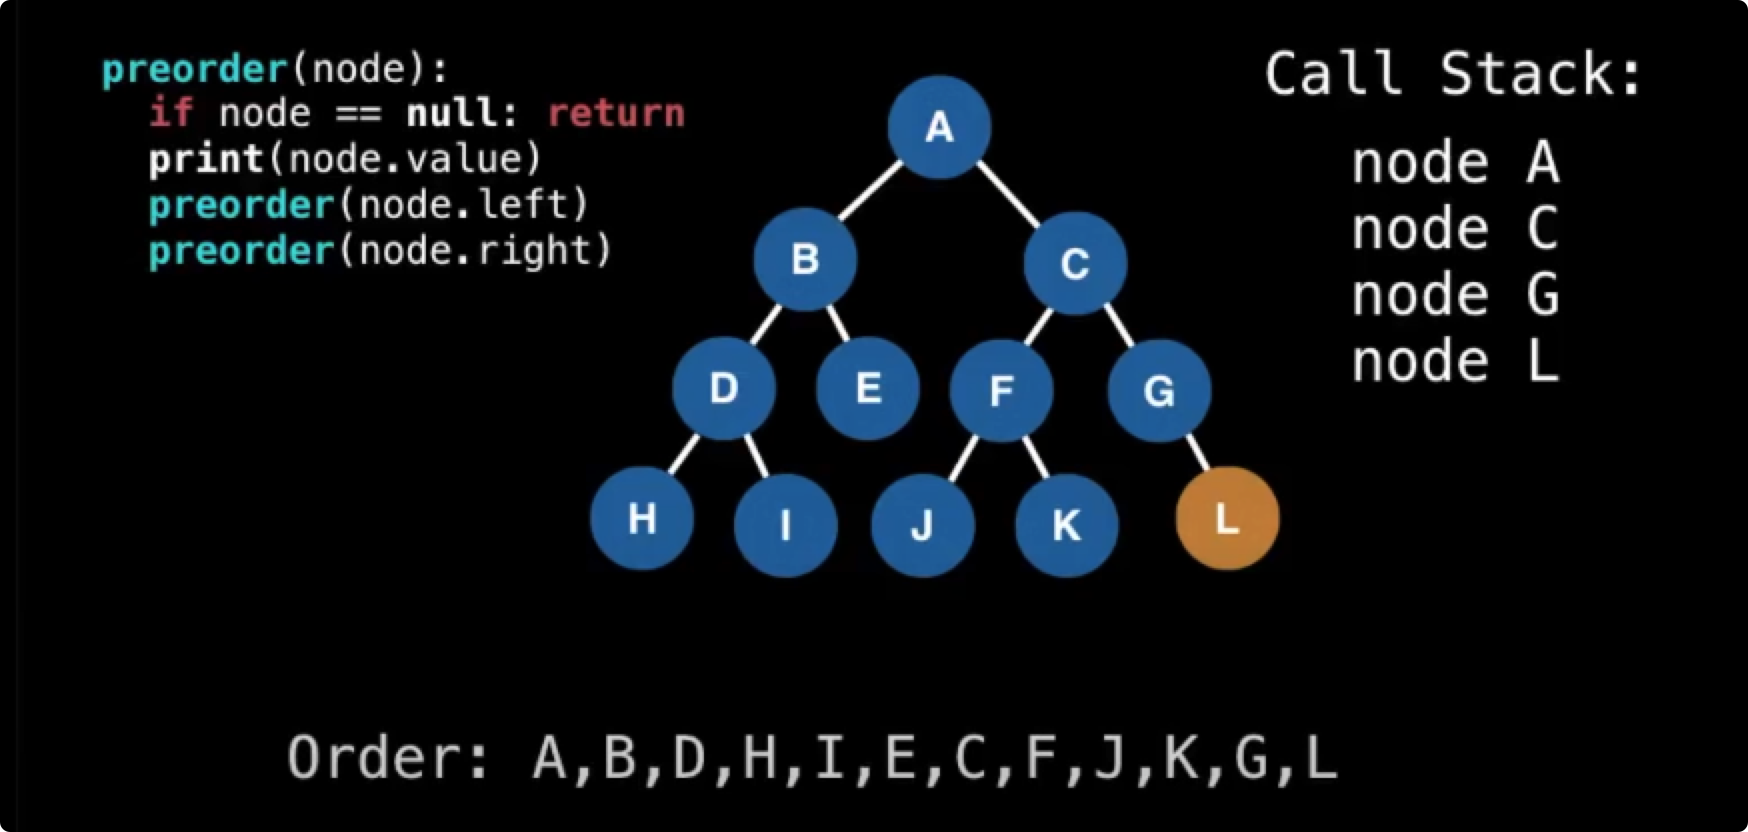 preorder(node):
if node == null: return
print(node.value)
preorder(node.left)
preorder(node.right)
Call Stack:
node A
node C
node G
node L
A
B
C
D
E
F
G
H
I
J
K
L
Order: A,B,D,H,I,E,C,F,J,K,G,L